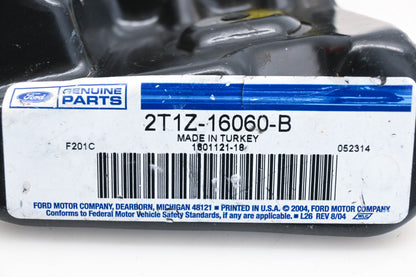 Ford
GENUINE
PARTS
2T1Z-16060-B
MADE IN TURKEY
F201C
1601121-18
052314
FORD MOTOR COMPANY, DEARBORN, MICHIGAN 48121 ■ PRINTED IN U.S.A. © 2004, FORD MOTOR COMPANY
Conforms to Federal Motor Vehicle Safety Standards, if any are applicable. ■ L26 REV 8/04